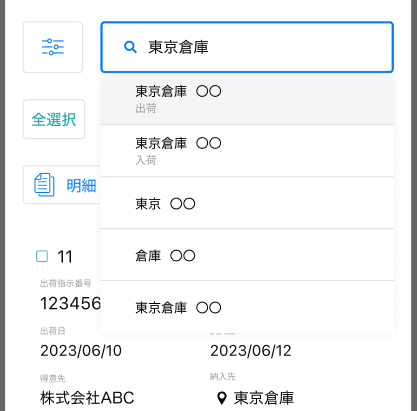 東京倉庫
東京倉庫 〇〇
出荷
全選択
東京倉庫 〇〇
入荷
明細
東京 〇〇
倉庫 〇〇
東京倉庫 〇〇
11
出荷指示番号
123456
出荷日
2023/06/10
2023/06/12
得意先
納入先
株式会社ABC
東京倉庫